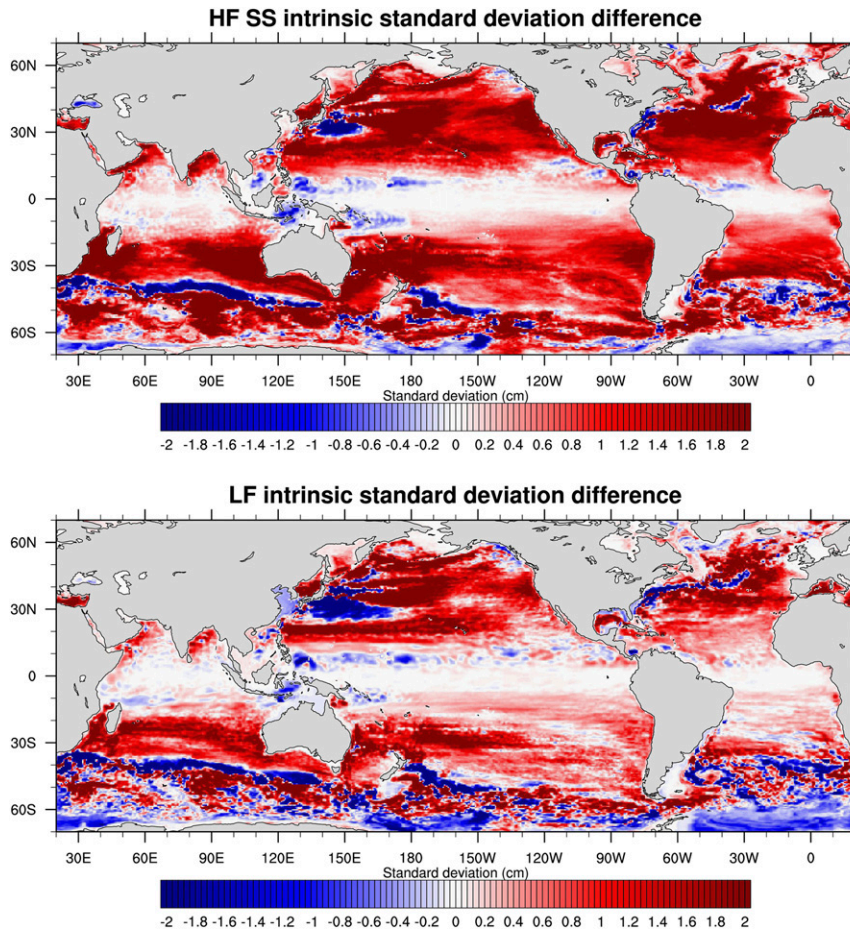 HF SS intrinsic standard deviation difference
60N
30N
0
30S
60S
30E 60E 90E 120E 150E 180 150W 120W 90W 60W 30W 0
Standard deviation (cm)
-2 -1.8 -1.6 -1.4 -1.2 -1 -0.8 -0.6 -0.4 -0.2 0 0.2 0.4 0.6 0.8 1 1.2 1.4 1.6 1.8 2
LF intrinsic standard deviation difference
60N
30N
0
30S
60S
30E 60E 90E 120E 150E 180 150W 120W 90W 60W 30W 0
Standard deviation (cm)
-2 -1.8 -1.6 -1.4 -1.2 -1 -0.8 -0.6 -0.4 -0.2 0 0.2 0.4 0.6 0.8 1 1.2 1.4 1.6 1.8 2